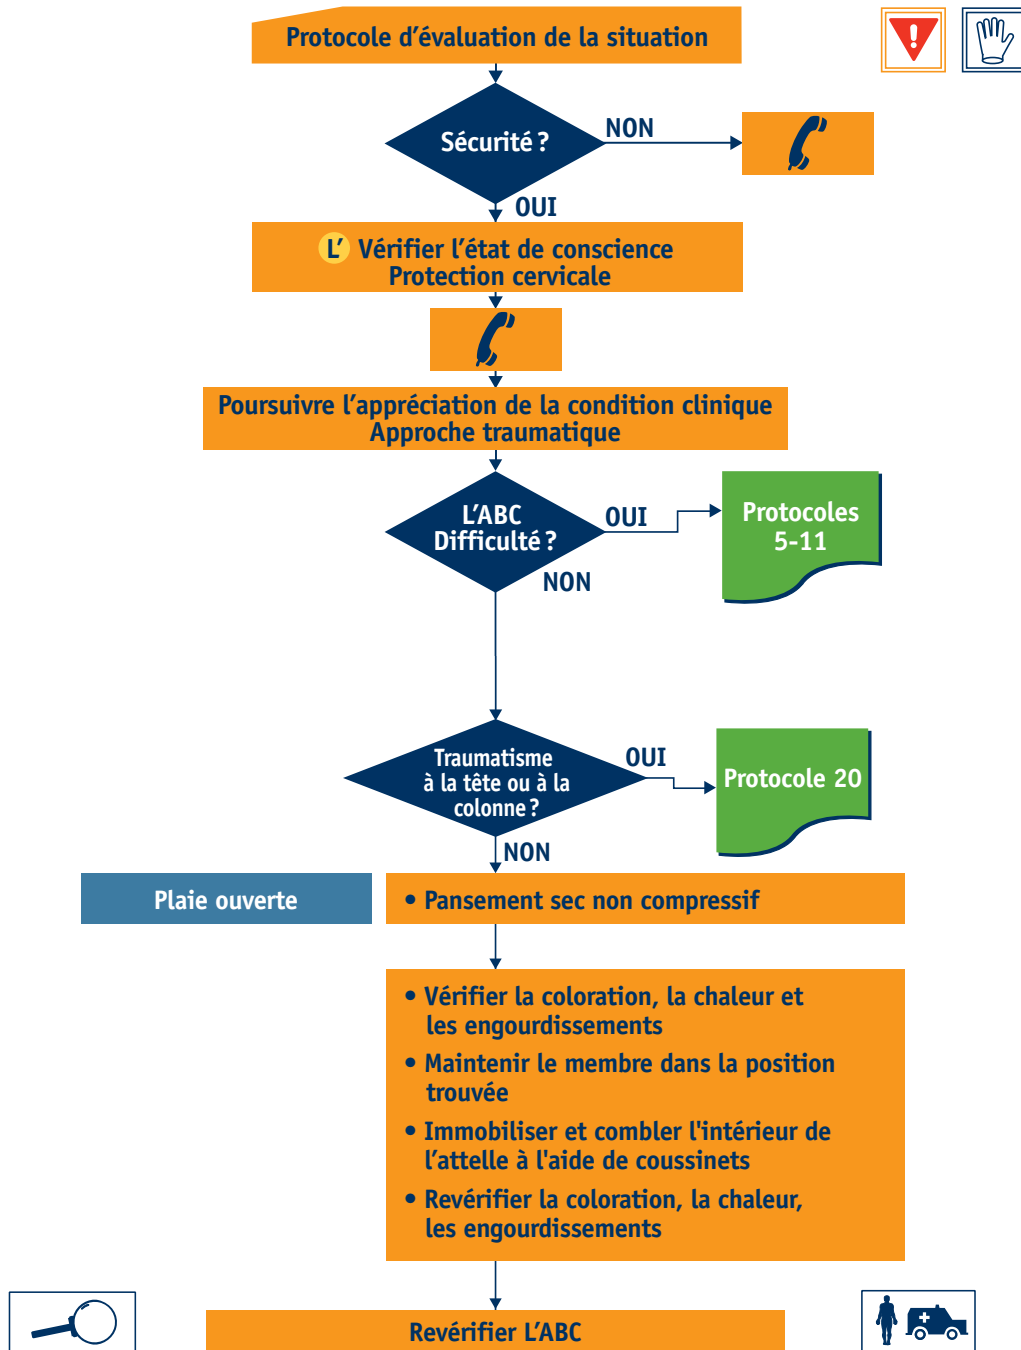 Protocole d'évaluation de la situation
Sécurité ?
NON
OUI
L' Vérifier l'état de conscience
Protection cervicale
Poursuivre l'appréciation de la condition clinique
Approche traumatique
L'ABC
Difficulté ?
OUI
NON
Protocoles
5-11
Traumatisme
à la tête ou à la
colonne ?
OUI
NON
Protocole 20
Plaie ouverte
• Pansement sec non compressif
• Vérifier la coloration, la chaleur et
les engourdissements
• Maintenir le membre dans la position
trouvée
• Immobiliser et combler l'intérieur de
l'attelle à l'aide de coussinets
• Revérifier la coloration, la chaleur,
les engourdissements
Revérifier L'ABC